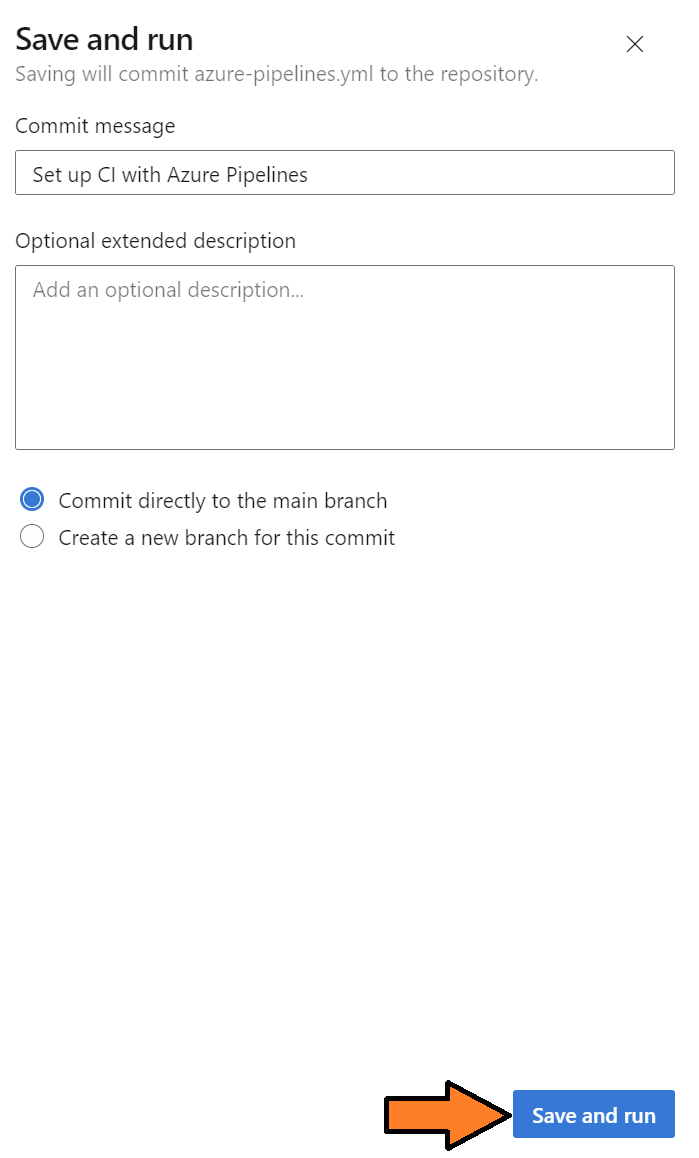 Save and run
Saving will commit azure-pipelines.yml to the repository.
Commit message
Set up CI with Azure Pipelines
Optional extended description
Add an optional description...
Commit directly to the main branch
Create a new branch for this commit
Save and run